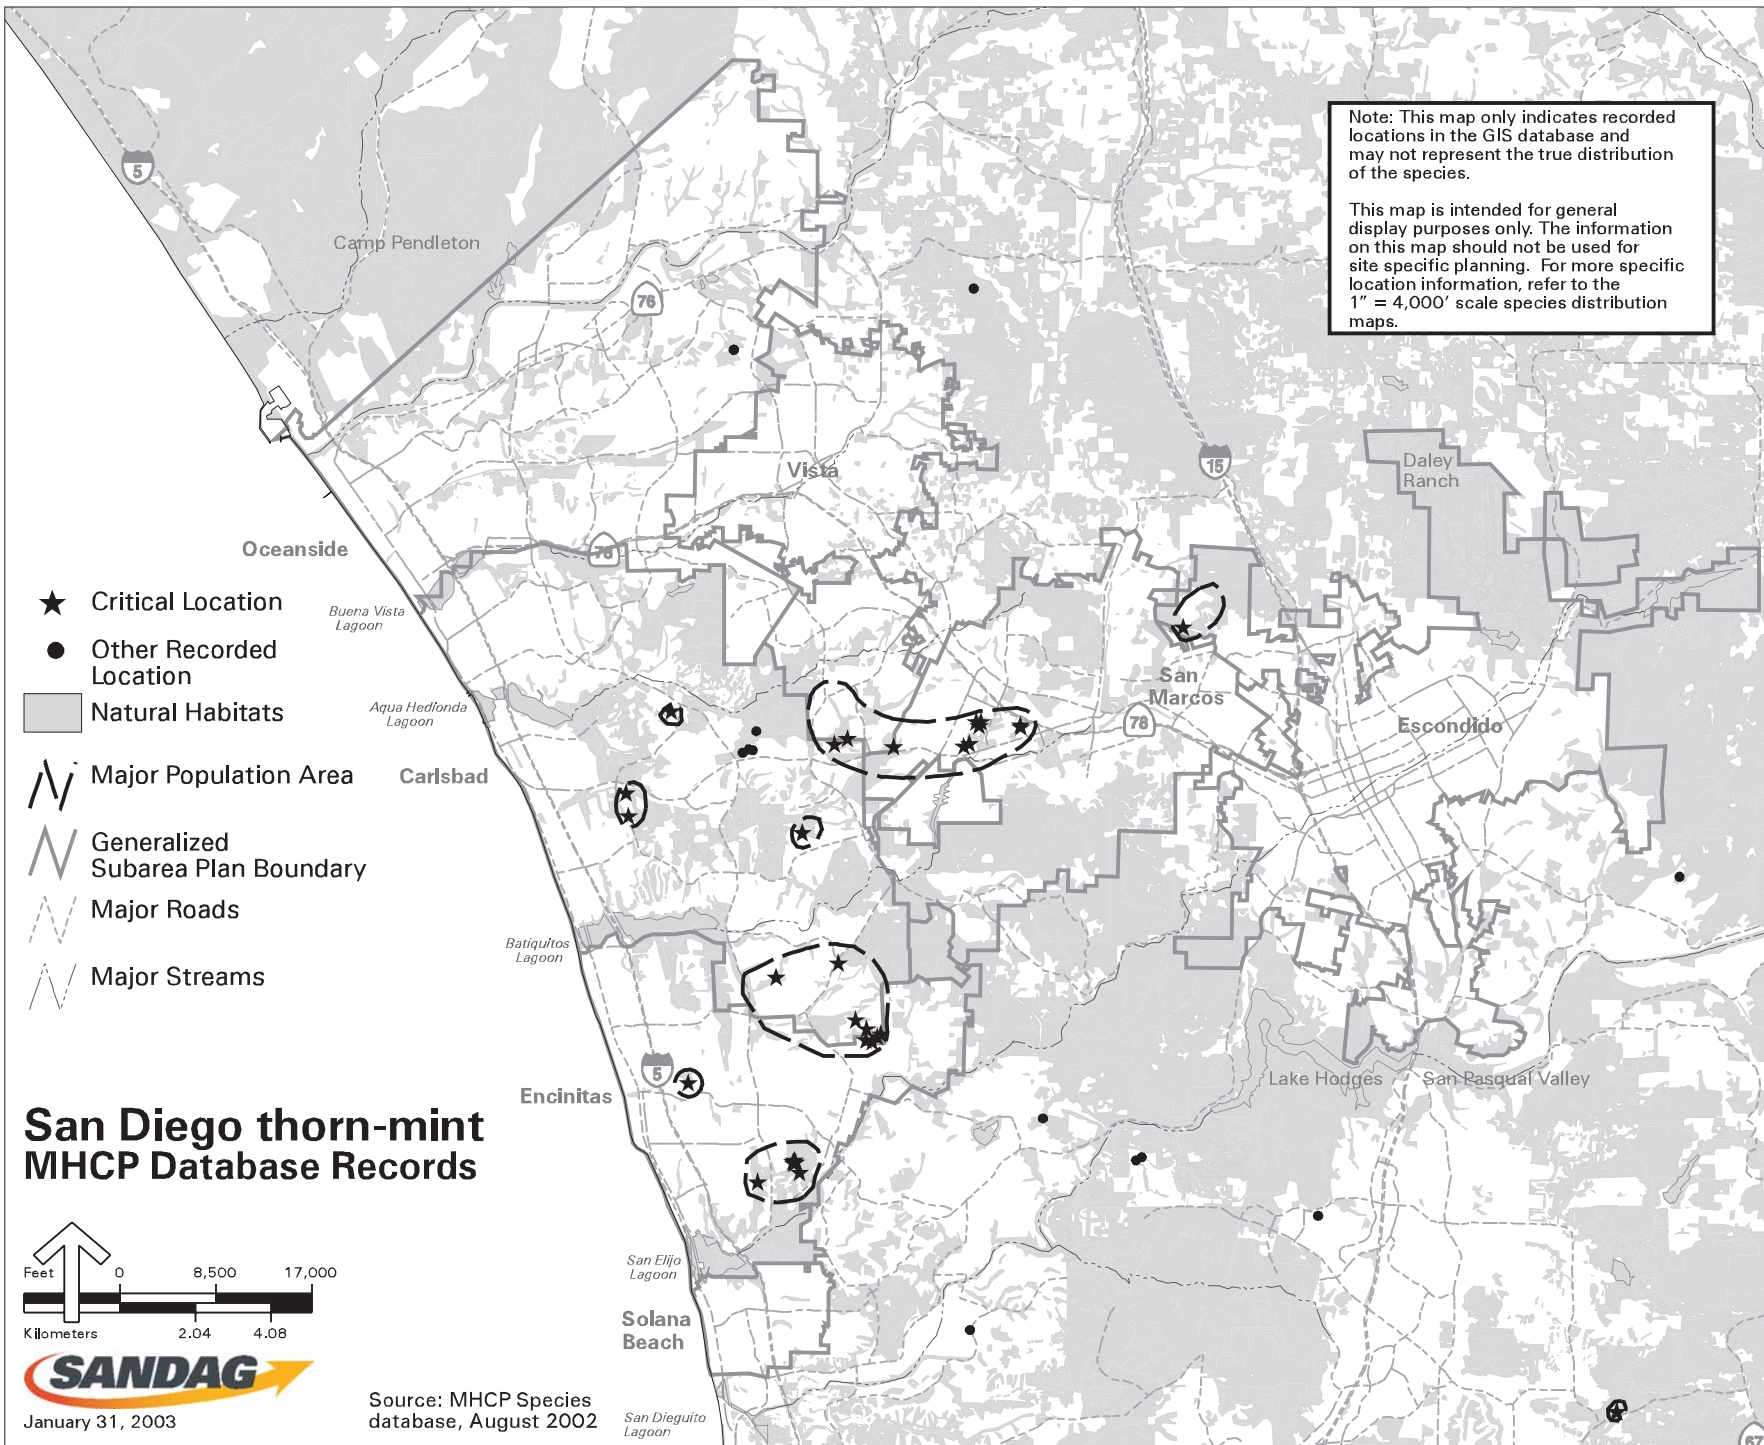 Note: This map only indicates recorded
locations in the GIS database and
may not represent the true distribution
of the species.
This map is intended for general
display purposes only. The information
on this map should not be used for
site specific planning. For more specific
location information, refer to the
1" = 4,000' scale species distribution
maps.
5
Camp Pendleton
76
Vista
15
Daley
Ranch
Oceanside
78
Critical Location
Other Recorded
Location
Natural Habitats
Major Population Area
Generalized
Subarea Plan Boundary
Major Roads
Major Streams
Buena Vista
Lagoon
San
Marcos
78
Escondido
Aqua Hedionda
Lagoon
Carlsbad
Batiquitos
Lagoon
5
Encinitas
Lake Hodges
San Pasqual Valley
San Diego thorn-mint
MHCP Database Records
San Elijo
Lagoon
Feet 0 8,500 17,000
Kilometers 2.04 4.08
Solana
Beach
SANDAG
January 31, 2003
Source: MHCP Species
database, August 2002
San Dieguito
Lagoon
67